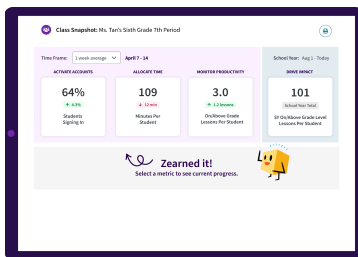 Class Snapshot: Ms. Tan's Sixth Grade 7th Period
Time Frame: 1 week average April 7 - 14
School Year: Aug 1 - Today
ACTIVATE ACCOUNTS
64%
↑ 4.3%
Students
Signing In
ALLOCATE TIME
109
↓ 12 min
Minutes Per
Student
MONITOR PRODUCTIVITY
3.0
↑ 1.2 lessons
On/Above Grade
Lessons Per Student
DRIVE IMPACT
101
School Year Total
SY On/Above Grade Level
Lessons Per Student
Zearned it!
Select a metric to see current progress.